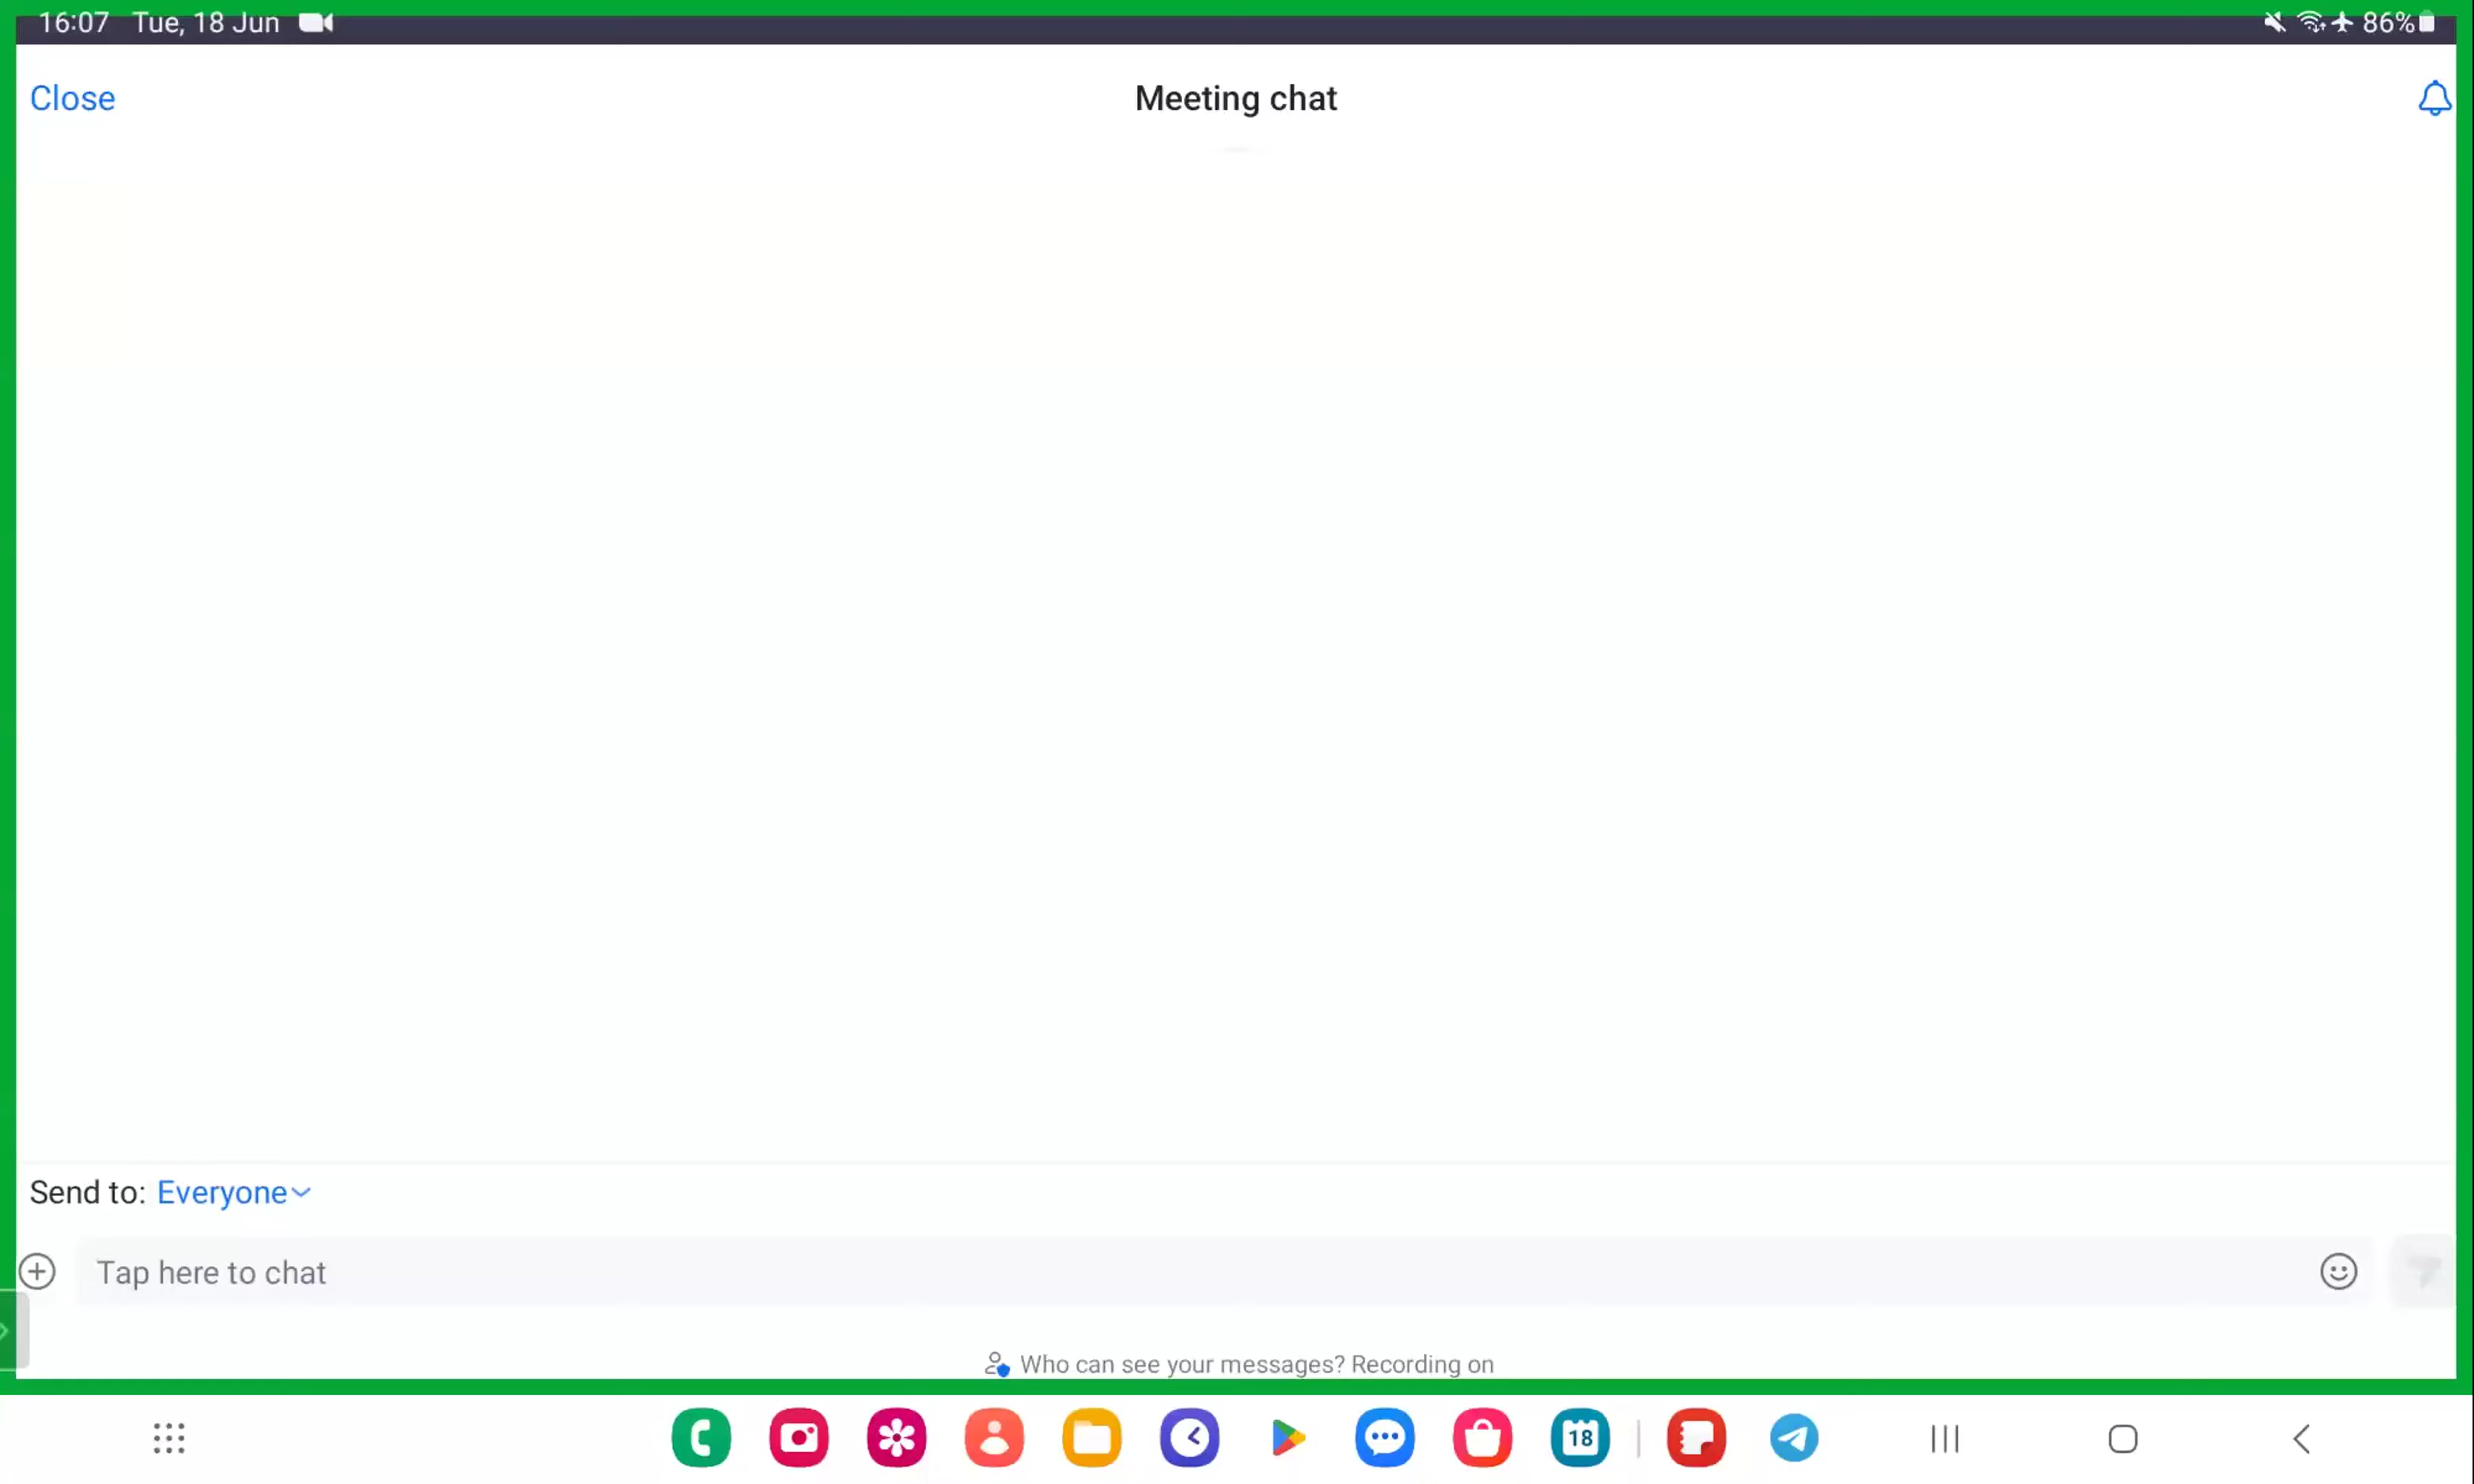 16:07 Tue, 18 Jun 86%
Close Meeting chat
Send to: Everyone
Tap here to chat
Who can see your messages? Recording on
18